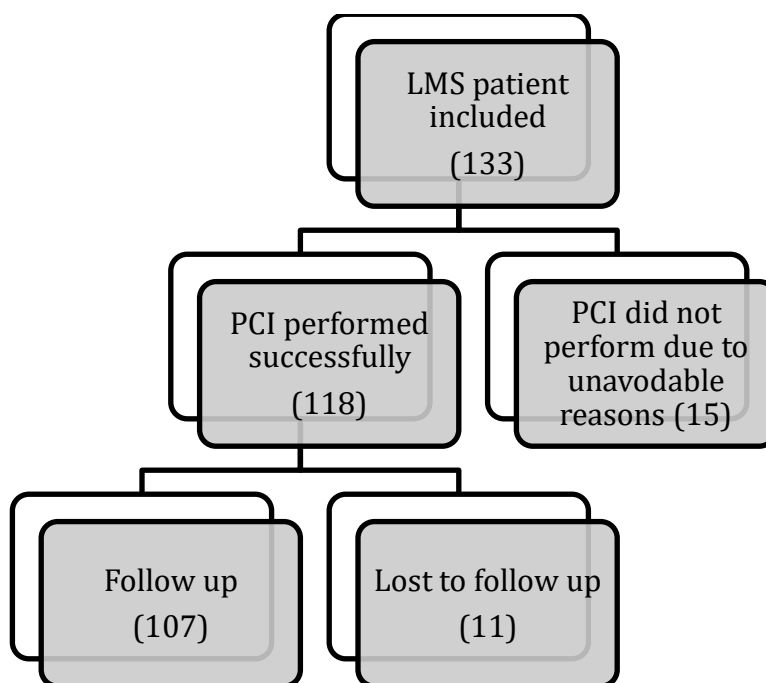 LMS patient
included
(133)
PCI performed
successfully
(118)
PCI did not
perform due to
unavodable
reasons (15)
Follow up
(107)
Lost to follow up
(11)